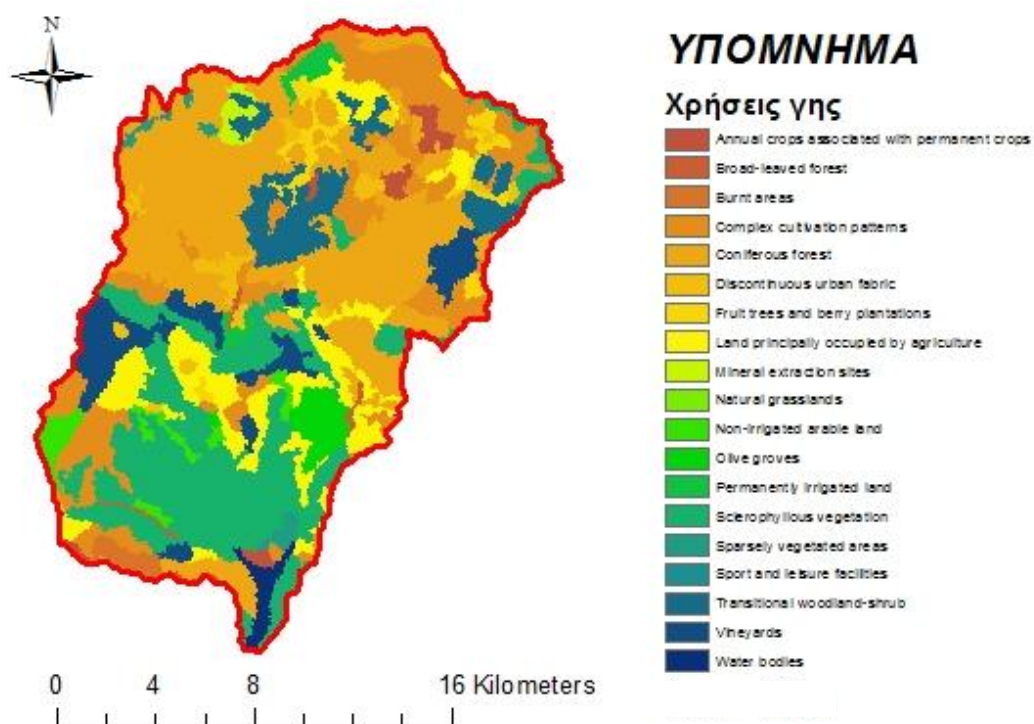 N
ΥΠΟΜΝΗΜΑ
Χρήσεις γης
Annual crops associated with permanent crops
Broad-leaved forest
Burnt areas
Complex cultivation patterns
Coniferous forest
Discontinuous urban fabric
Fruit trees and berry plantations
Land principally occupied by agriculture
Mineral extraction sites
Natural grasslands
Non-irrigated arable land
Olive groves
Permanently irrigated land
Sclerophyllous vegetation
Sparsely vegetated areas
Sport and leisure facilities
Transitional woodland-shrub
Vineyards
Water bodies
0 4 8 16 Kilometers